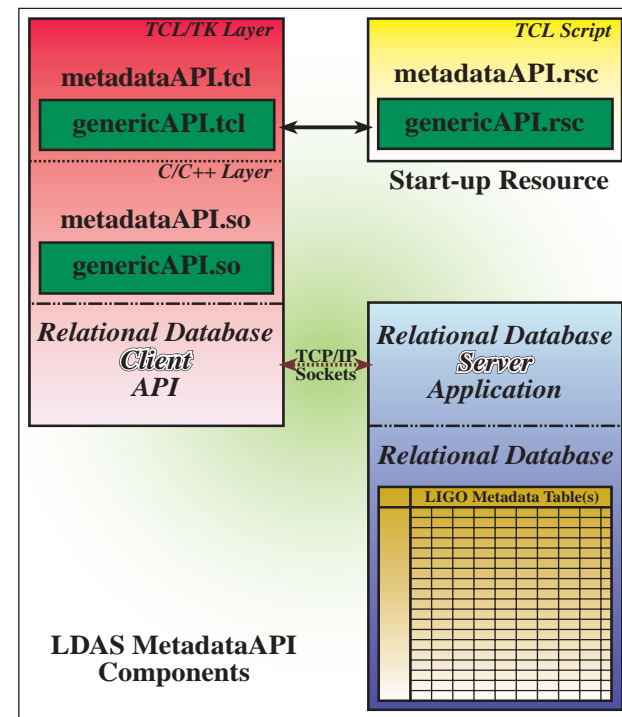 TCL/TK Layer
metadataAPI.tcl
genericAPI.tcl
C/C++ Layer
metadataAPI.so
genericAPI.so
Relational Database
Client
API
TCL Script
metadataAPI.rsc
genericAPI.rsc
Start-up Resource
TCP/IP
Sockets
Relational Database
Server
Application
Relational Database
LIGO Metadata Table(s)
LDAS MetadataAPI
Components